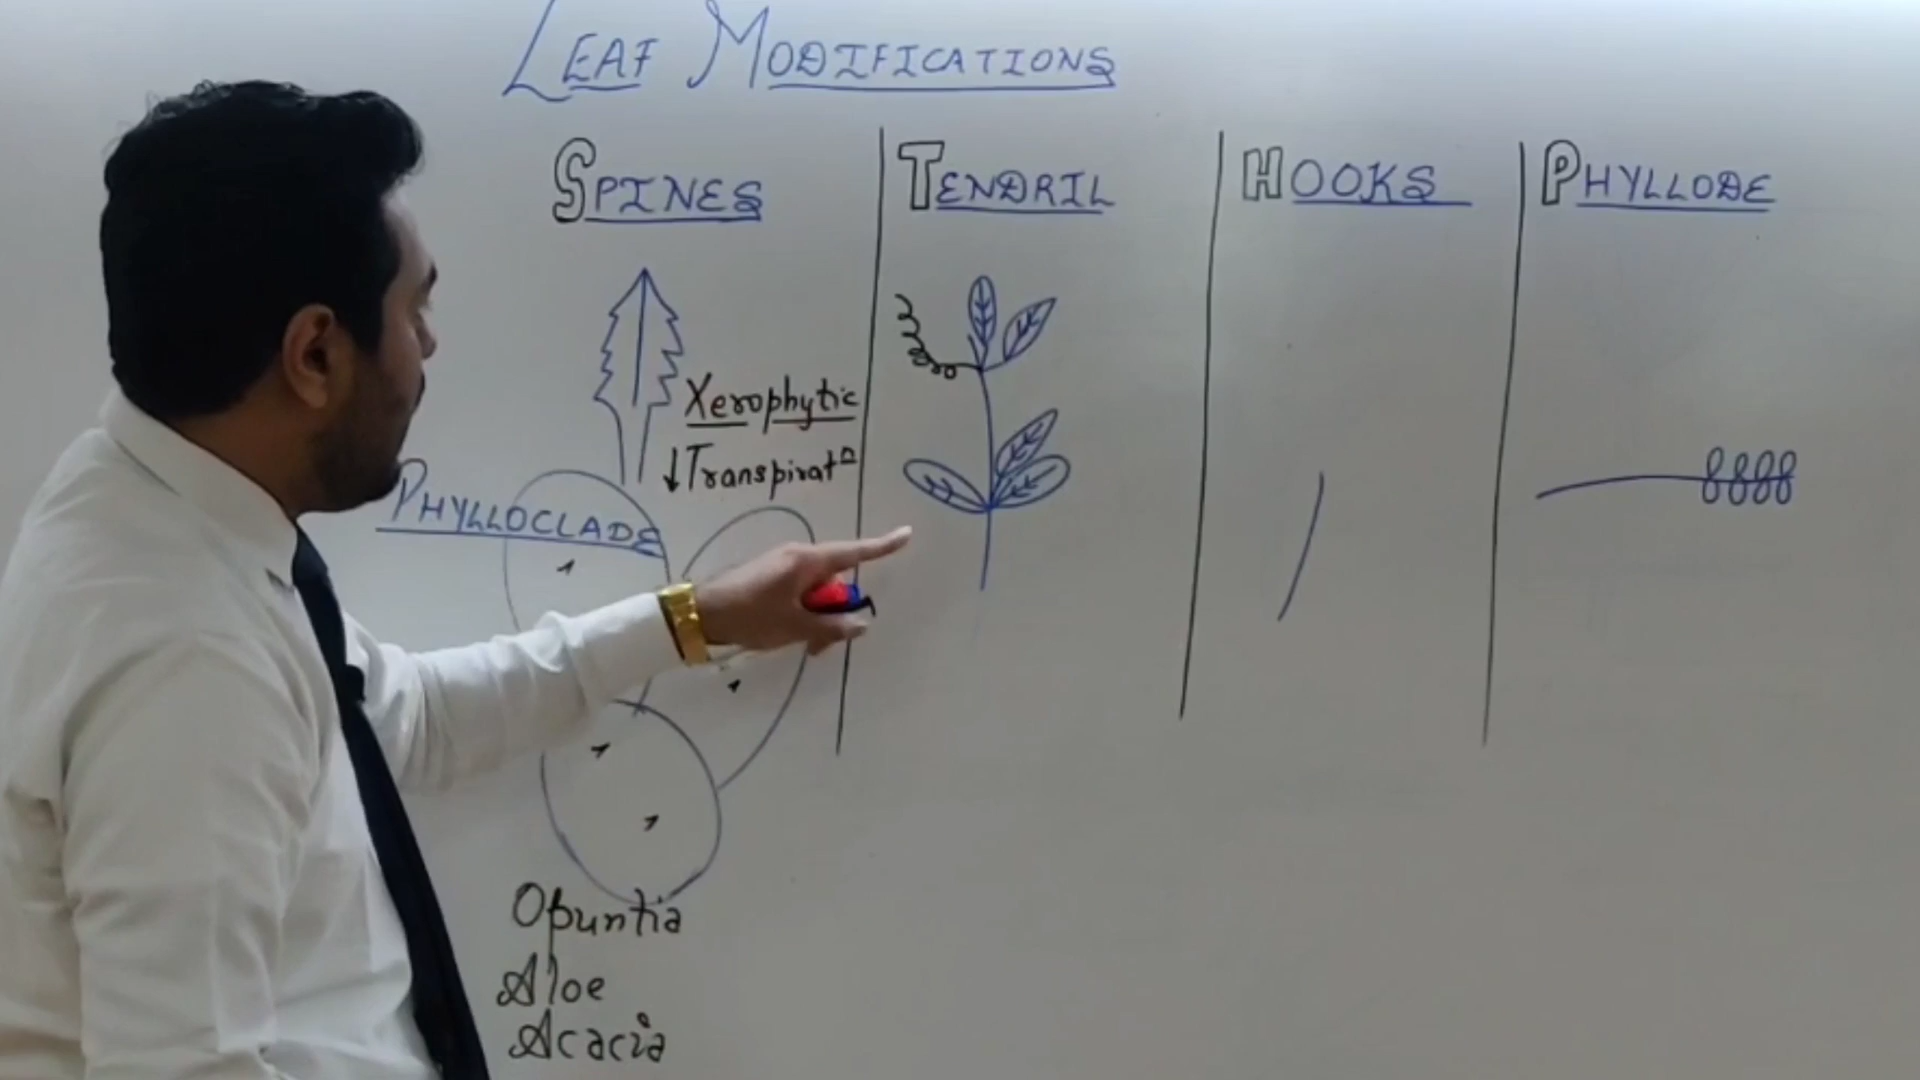 LEAF MODIFICATIONS
SPINES
TENDRIL
HOOKS
PHYLLODE
Xerophytic
↓Transpiratⁿ
PHYLLOCLADE
Opuntia
Aloe
Acacia